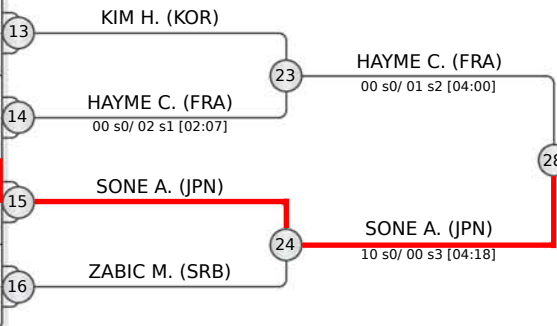 13
KIM H. (KOR)
23
HAYME C. (FRA)
00 s0/ 01 s2 [04:00]
14
HAYME C. (FRA)
00 s0/ 02 s1 [02:07]
28
15
SONE A. (JPN)
24
SONE A. (JPN)
10 s0/ 00 s3 [04:18]
16
ZABIC M. (SRB)